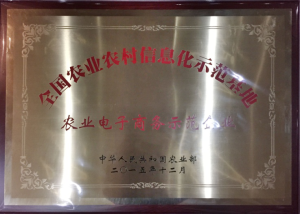 全国农业农村信息化示范基地
农业电子商务示范企业
中华人民共和国农业部
二〇一五年十二月